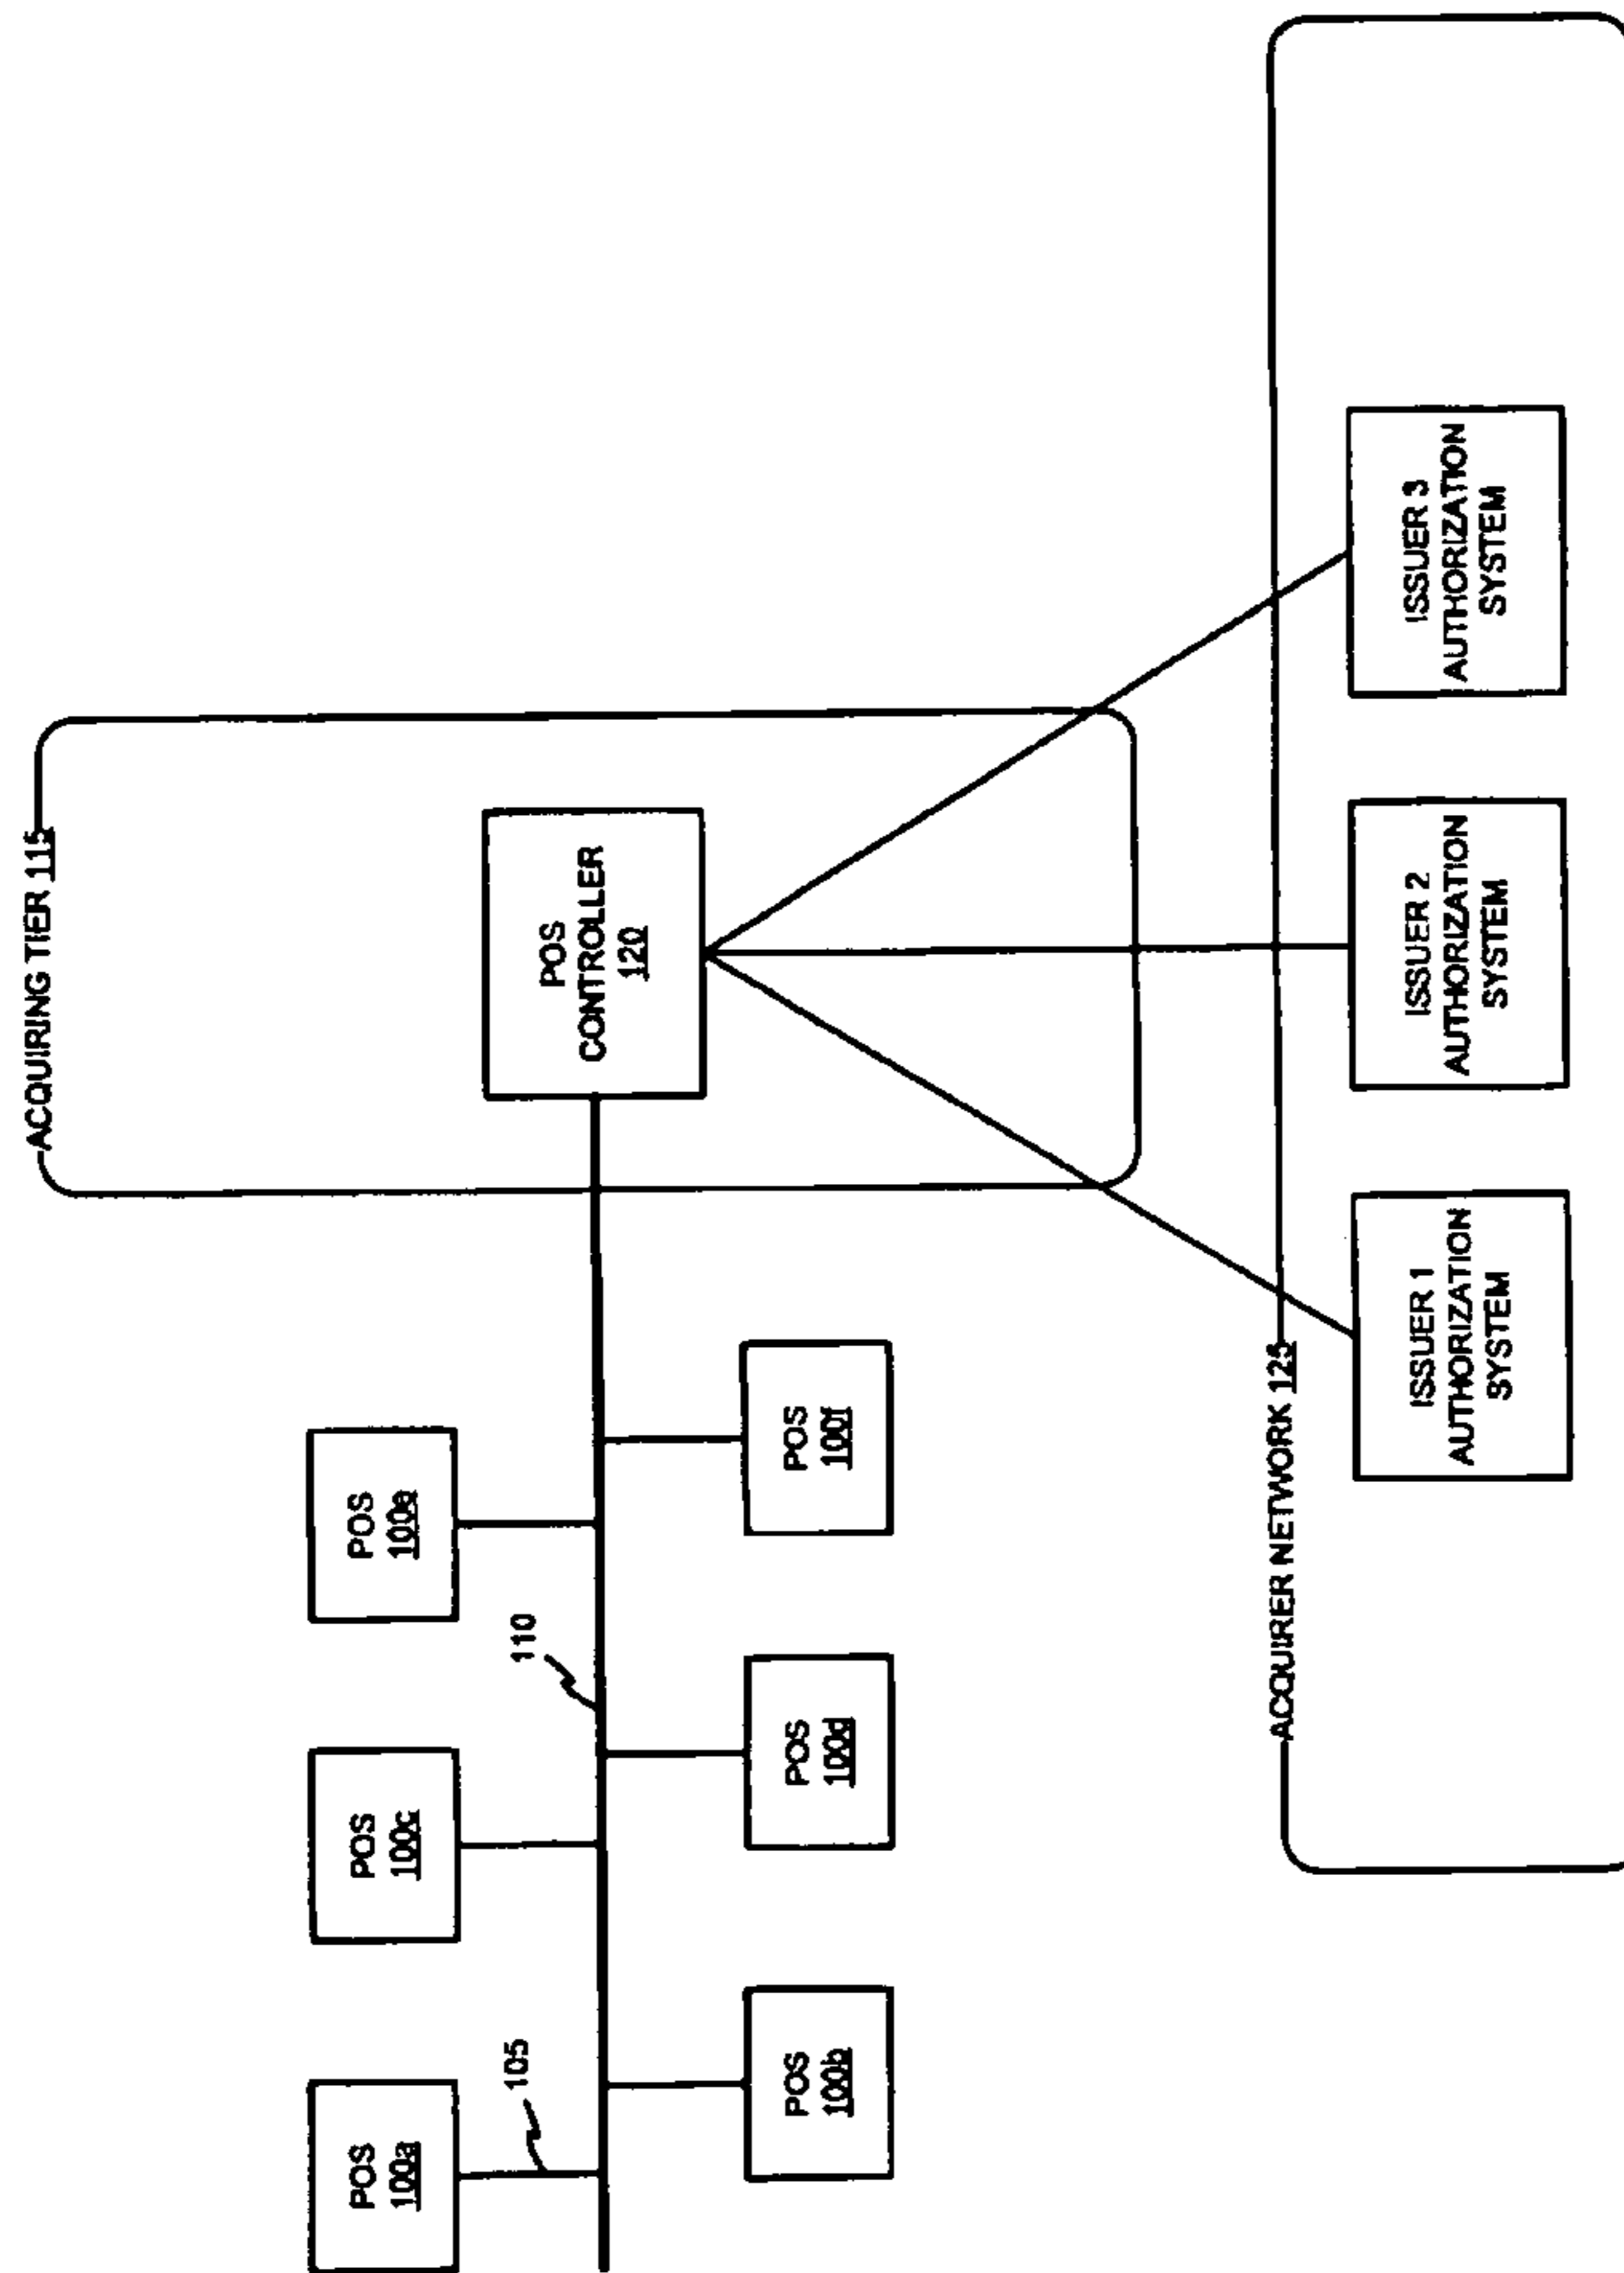 ACQUIRING TIER 115
POS
100a
POS
100c
POS
100e
105
110
POS
CONTROLLER
120
POS
100b
POS
100d
POS
100f
ACQUIRER NETWORK 125
ISSUER 1
AUTHORIZATION
SYSTEM
ISSUER 2
AUTHORIZATION
SYSTEM
ISSUER 3
AUTHORIZATION
SYSTEM